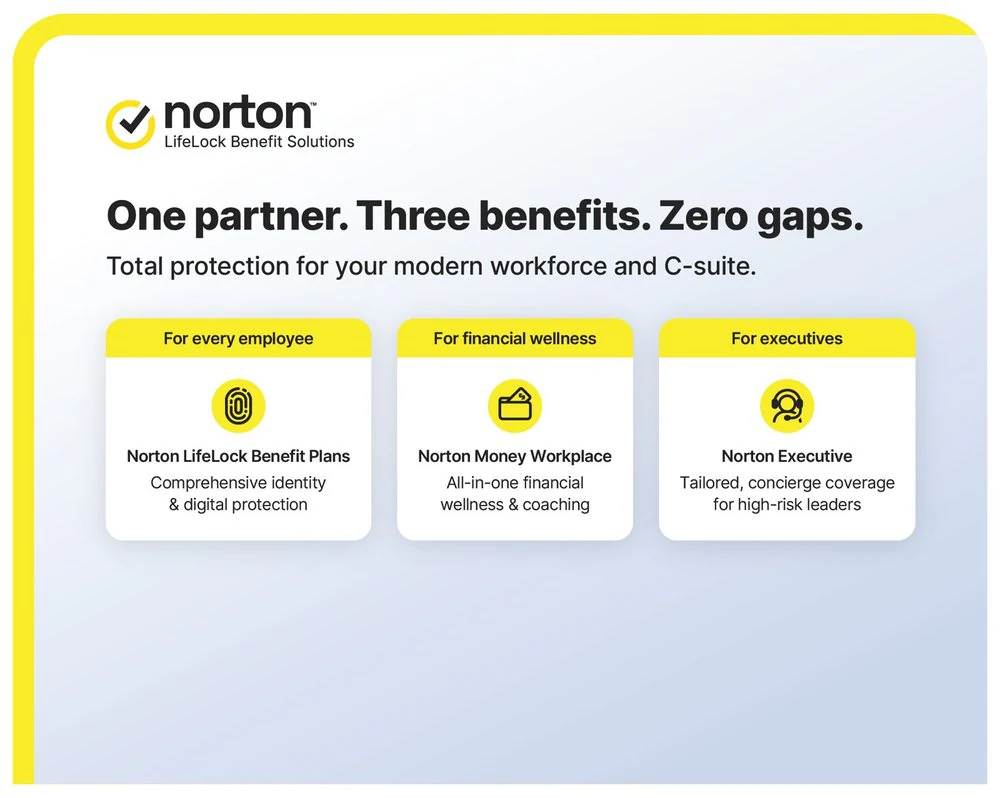 norton™
LifeLock Benefit Solutions
One partner. Three benefits. Zero gaps.
Total protection for your modern workforce and C-suite.
For every employee
Norton LifeLock Benefit Plans
Comprehensive identity
& digital protection
For financial wellness
Norton Money Workplace
All-in-one financial
wellness & coaching
For executives
Norton Executive
Tailored, concierge coverage
for high-risk leaders